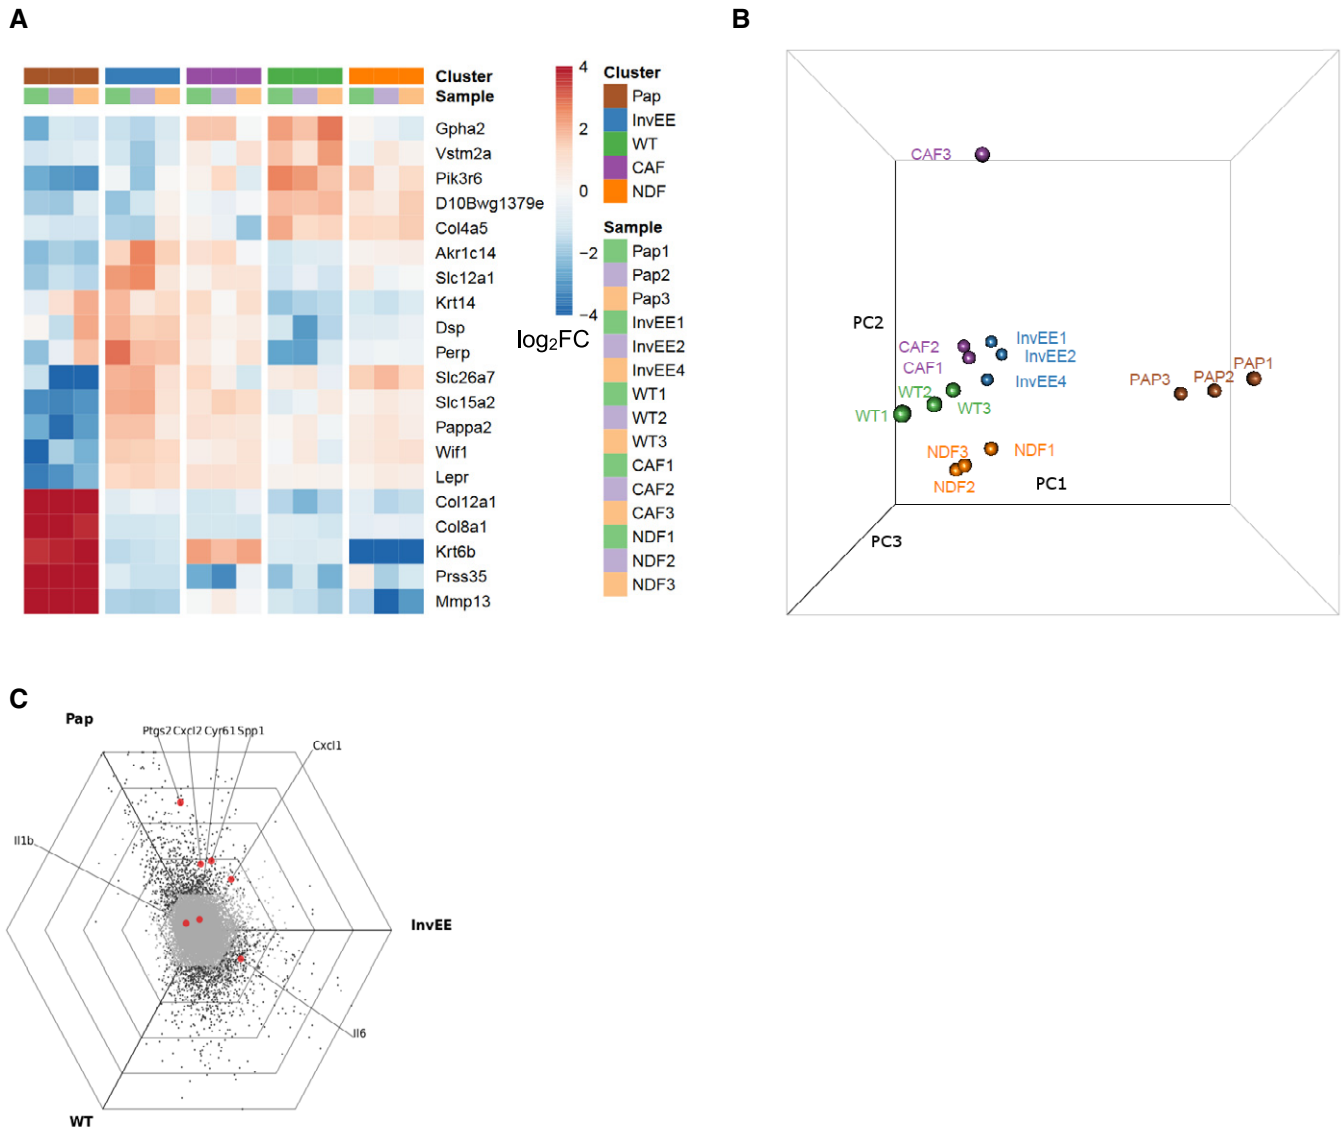 A
Cluster
Sample
Gpha2
Vstm2a
Pik3r6
D10Bwg1379e
Col4a5
Akr1c14
Slc12a1
Krt14
Dsp
Perp
Slc26a7
Slc15a2
Pappa2
Wif1
Lepr
Col12a1
Col8a1
Krt6b
Prss35
Mmp13
4
2
0
−2
−4
log2FC
Cluster
Pap
InvEE
WT
CAF
NDF
Sample
Pap1
Pap2
Pap3
InvEE1
InvEE2
InvEE4
WT1
WT2
WT3
CAF1
CAF2
CAF3
NDF1
NDF2
NDF3
B
CAF3
PC2
CAF2
CAF1
InvEE1
InvEE2
InvEE4
WT2
WT1
WT3
PAP3
PAP2
PAP1
NDF3
NDF1
NDF2
PC1
PC3
C
Pap
Ptgs2 Cxcl2 Cyr61 Spp1
Cxcl1
Il1b
InvEE
Il6
WT